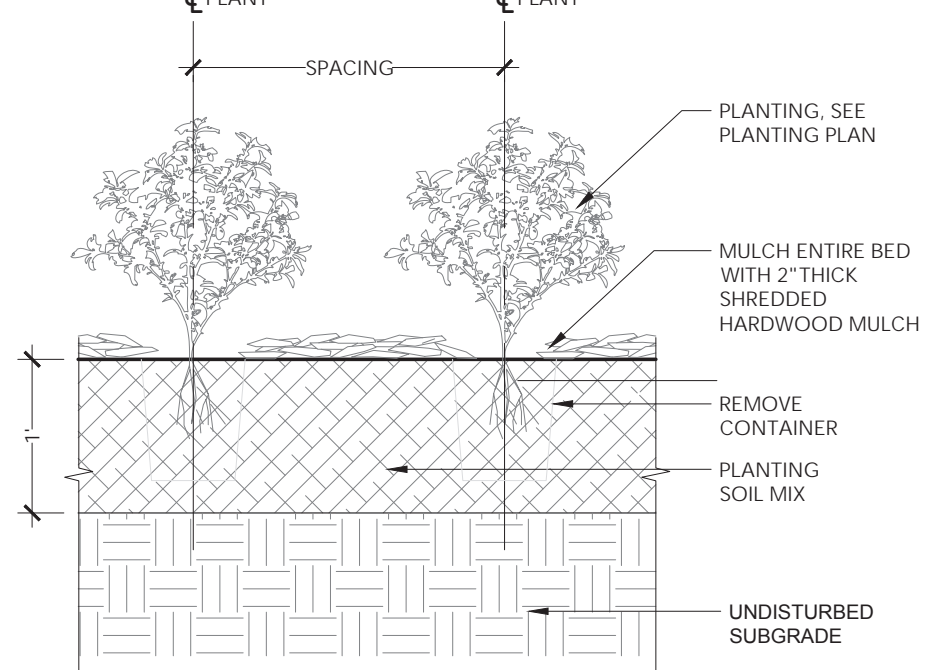 ℄ PLANT
℄ PLANT
SPACING
PLANTING, SEE
PLANTING PLAN
MULCH ENTIRE BED
WITH 2" THICK
SHREDDED
HARDWOOD MULCH
REMOVE
CONTAINER
1'
PLANTING
SOIL MIX
UNDISTURBED
SUBGRADE